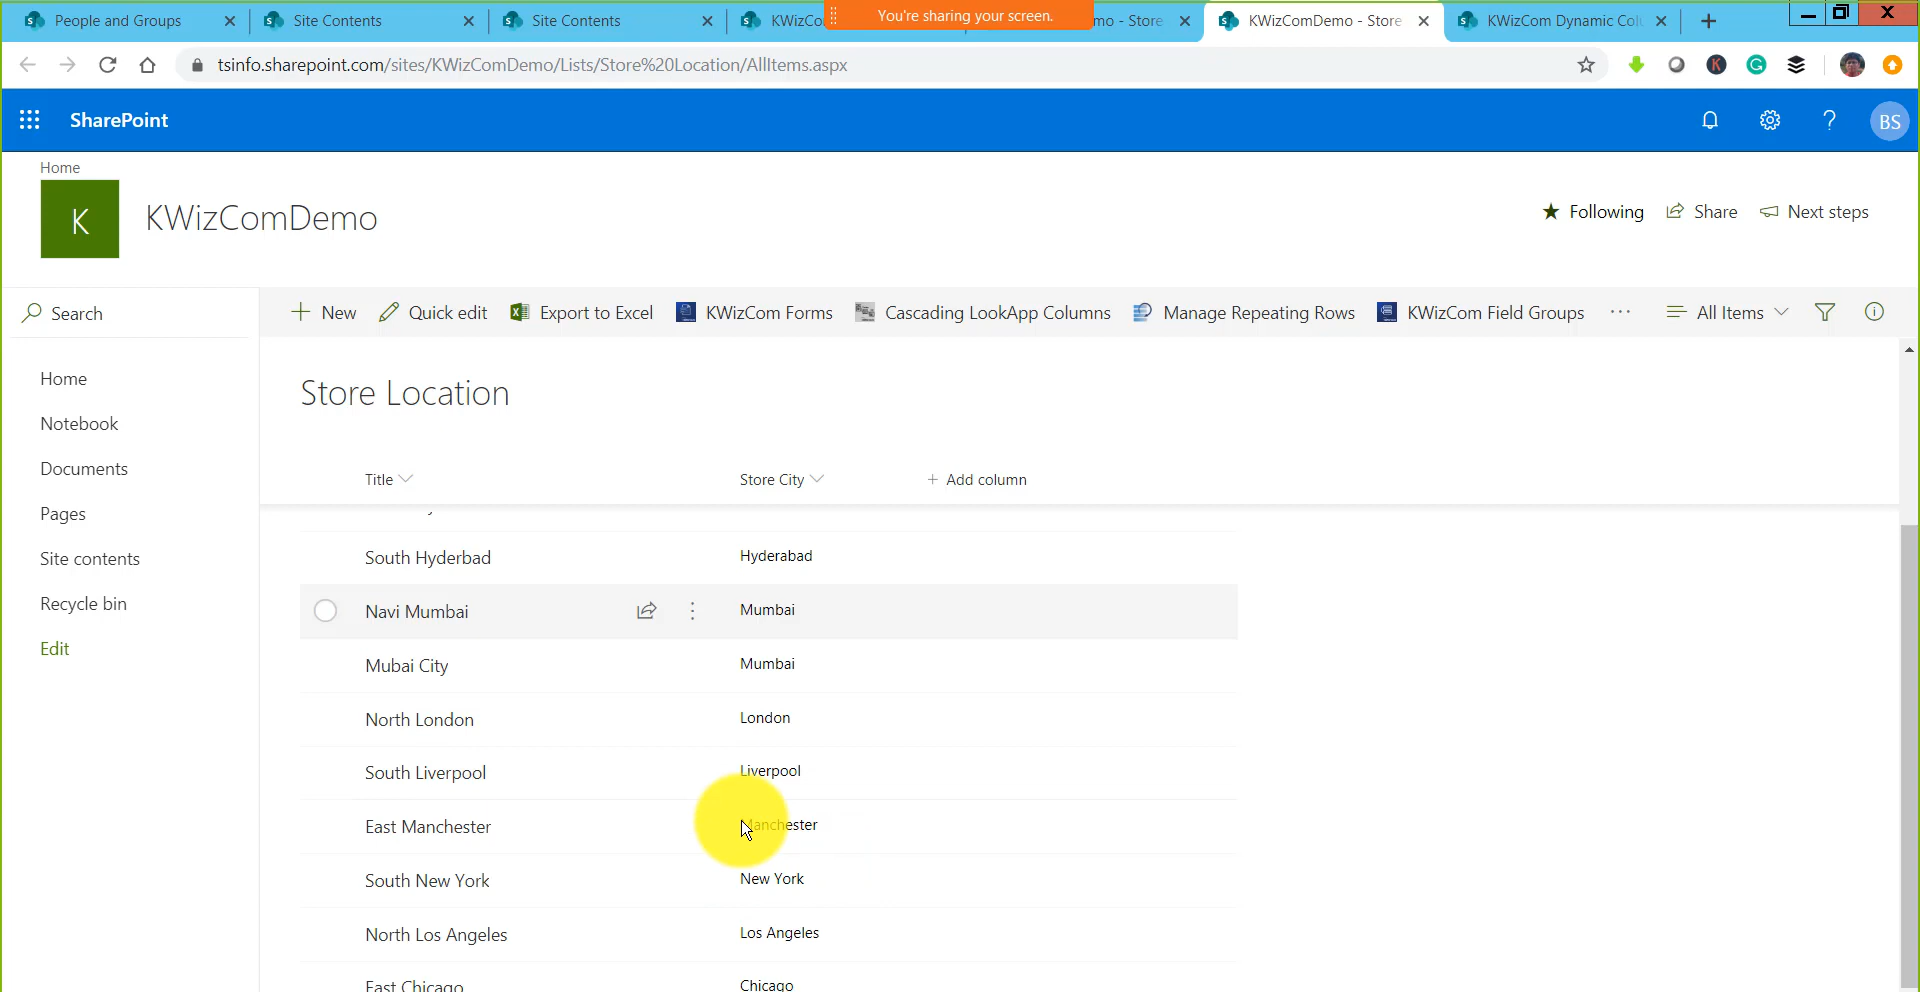 People and Groups
Site Contents
Site Contents
KWizCo
You're sharing your screen.
mo - Store
KWizComDemo - Store
KWizCom Dynamic Col
tsinfo.sharepoint.com/sites/KWizComDemo/Lists/Store%20Location/AllItems.aspx
SharePoint
BS
Home
K
KWizComDemo
Following
Share
Next steps
Search
New
Quick edit
Export to Excel
KWizCom Forms
Cascading LookApp Columns
Manage Repeating Rows
KWizCom Field Groups
All Items
Home
Notebook
Documents
Pages
Site contents
Recycle bin
Edit
Store Location
Title
Store City
+ Add column
South Hyderbad
Hyderabad
Navi Mumbai
Mumbai
Mubai City
Mumbai
North London
London
South Liverpool
Liverpool
East Manchester
Manchester
South New York
New York
North Los Angeles
Los Angeles
East Chicago
Chicago